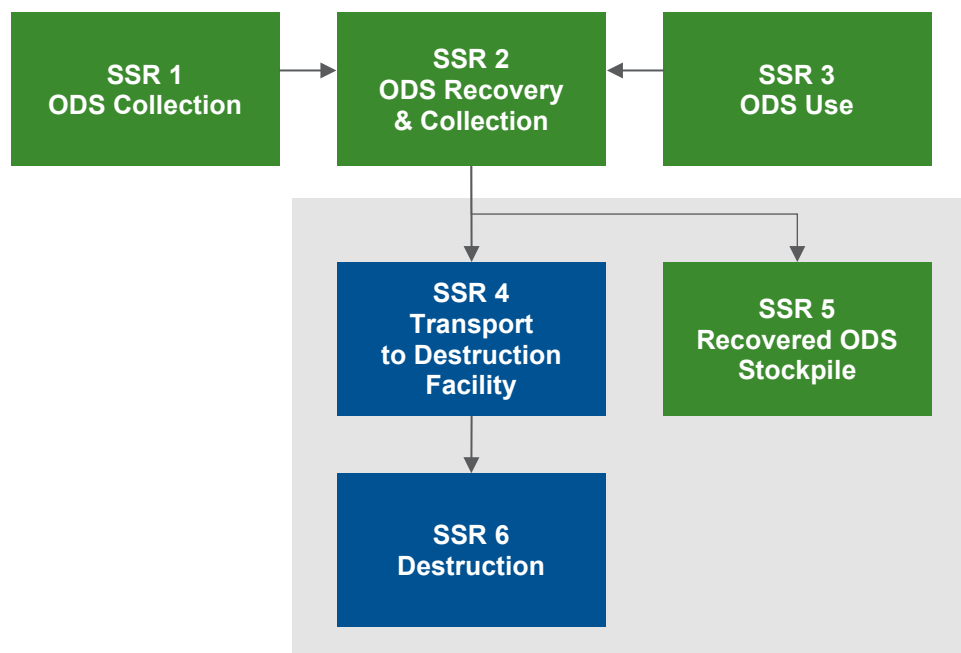 SSR 1
ODS Collection
SSR 2
ODS Recovery
& Collection
SSR 3
ODS Use
SSR 4
Transport
to Destruction
Facility
SSR 5
Recovered ODS
Stockpile
SSR 6
Destruction